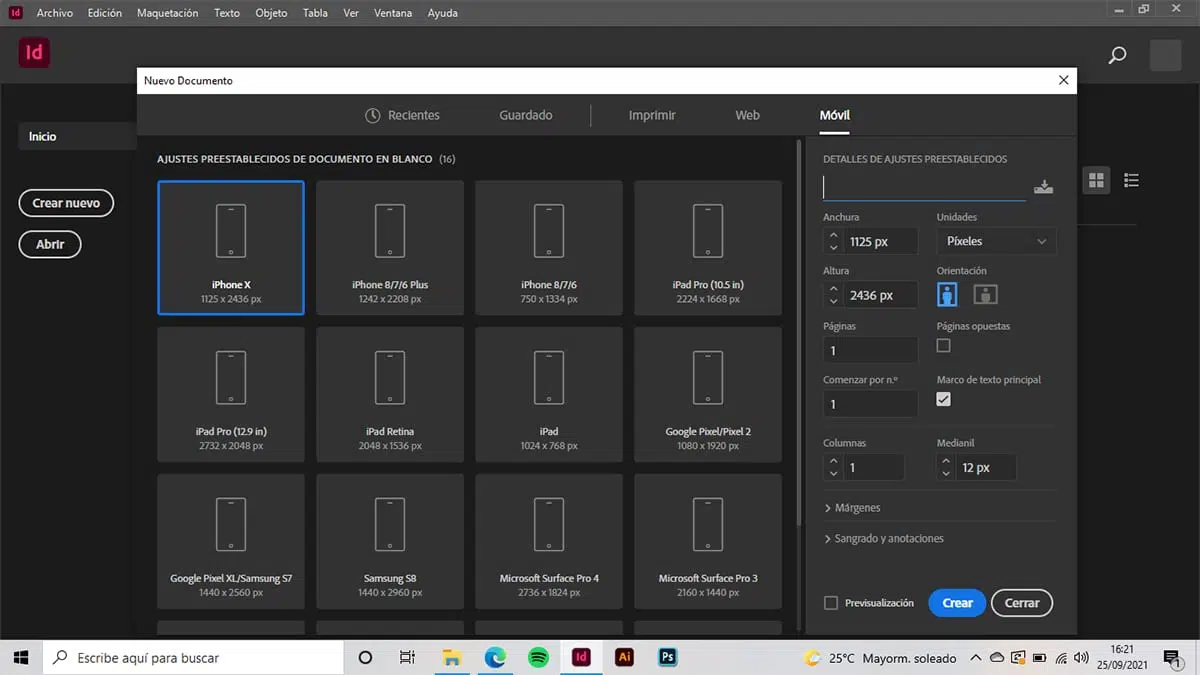 Id
Archivo Edición Maquetación Texto Objeto Tabla Ver Ventana Ayuda
Id
Nuevo Documento
Recientes Guardado Imprimir Web Móvil
Inicio
Crear nuevo
Abrir
AJUSTES PREESTABLECIDOS DE DOCUMENTO EN BLANCO (16)
iPhone X
1125 x 2436 px
iPhone 8/7/6 Plus
1242 x 2208 px
iPhone 8/7/6
750 x 1334 px
iPad Pro (10.5 in)
2224 x 1668 px
iPad Pro (12.9 in)
2732 x 2048 px
iPad Retina
2048 x 1536 px
iPad
1024 x 768 px
Google Pixel/Pixel 2
1080 x 1920 px
Google Pixel XL/Samsung S7
1440 x 2560 px
Samsung S8
1440 x 2960 px
Microsoft Surface Pro 4
2736 x 1824 px
Microsoft Surface Pro 3
2160 x 1440 px
DETALLES DE AJUSTES PREESTABLECIDOS
Anchura Unidades
1125 px Píxeles
Altura Orientación
2436 px
Páginas Páginas opuestas
1
Comenzar por n.º Marco de texto principal
1
Columnas Medianil
1 12 px
Márgenes
Sangrado y anotaciones
Previsualización Crear Cerrar
Escribe aquí para buscar
Id Ai Ps
25°C Mayorm. soleado
16:21
25/09/2021
1